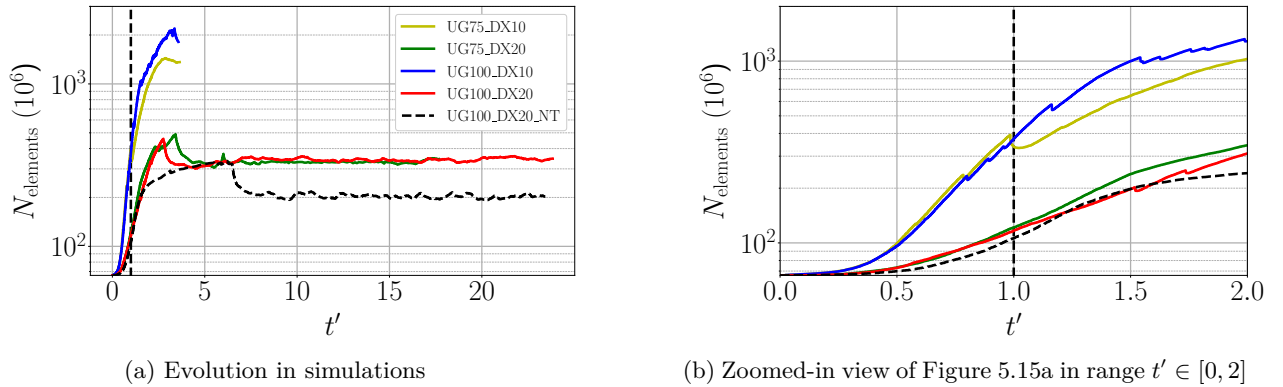 UG75_DX10
UG75_DX20
UG100_DX10
UG100_DX20
UG100_DX20_NT
N_elements (10^6)
10^3
10^2
0 5 10 15 20
t′
(a) Evolution in simulations
N_elements (10^6)
10^3
10^2
0.0 0.5 1.0 1.5 2.0
t′
(b) Zoomed-in view of Figure 5.15a in range t′ ∈ [0, 2]